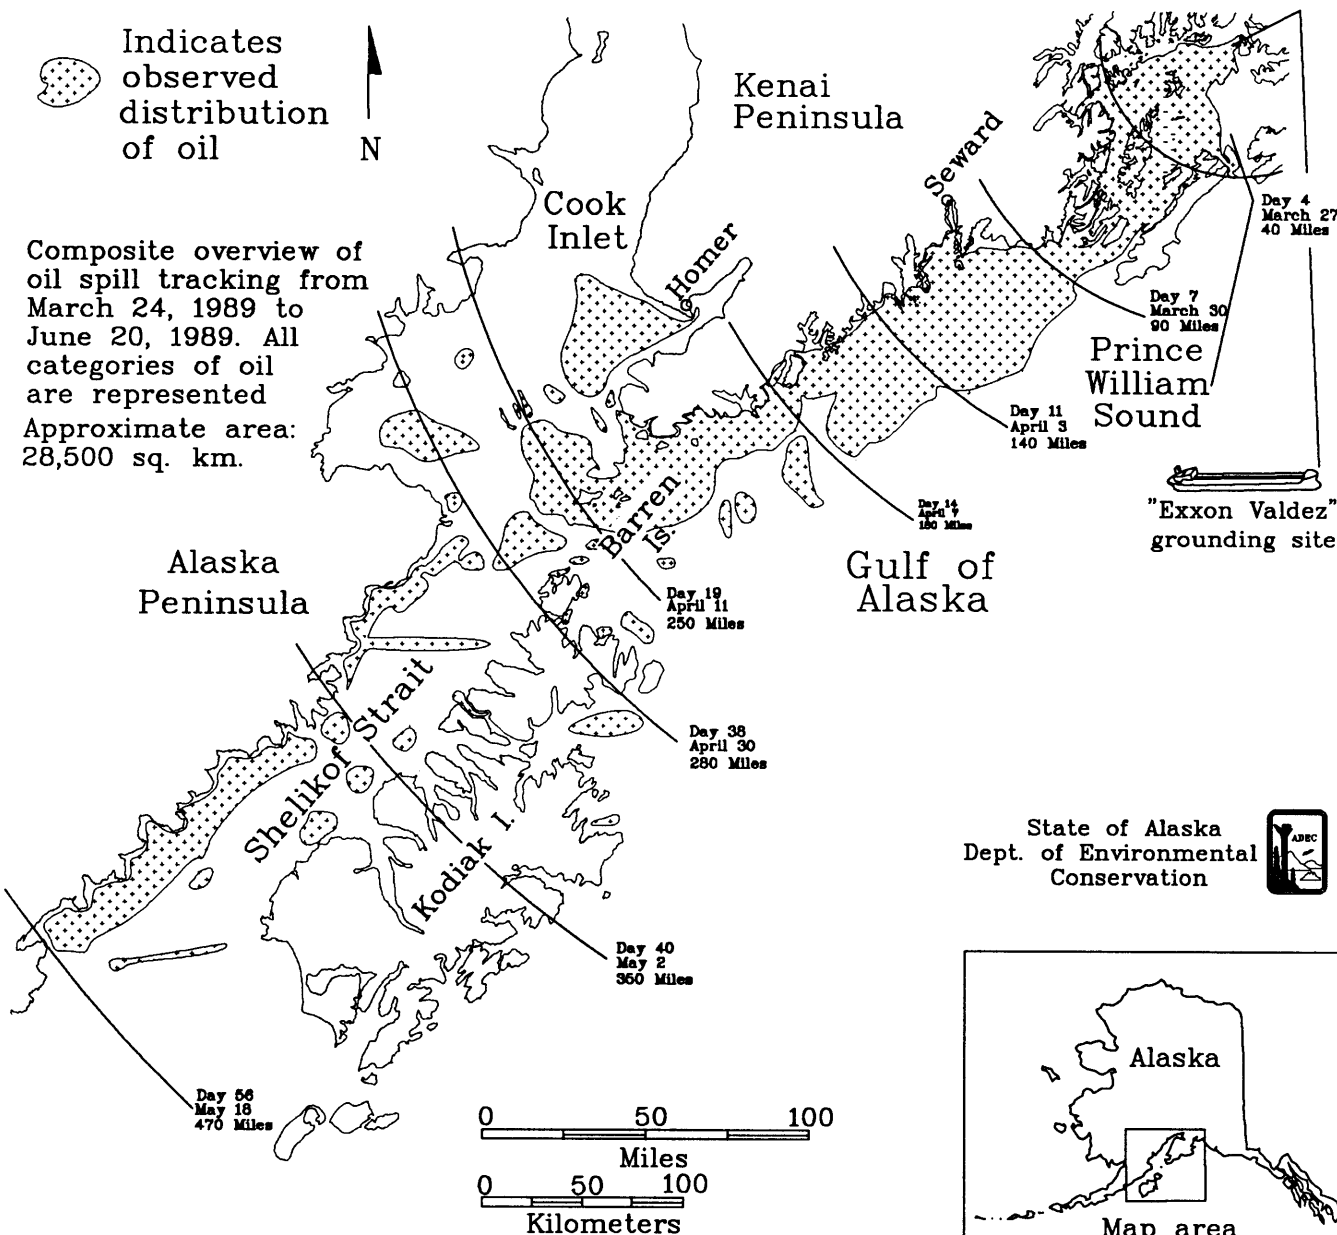 Indicates
observed
distribution
of oil
N
Kenai
Peninsula
Seward
Cook
Inlet
Homer
Composite overview of
oil spill tracking from
March 24, 1989 to
June 20, 1989. All
categories of oil
are represented
Approximate area:
28,500 sq. km.
Day 4
March 27
40 Miles
Day 7
March 30
90 Miles
Prince
William
Sound
Day 11
April 3
140 Miles
Day 14
April 7
180 Miles
"Exxon Valdez"
grounding site
Barren
Is.
Gulf of
Alaska
Alaska
Peninsula
Day 19
April 11
250 Miles
Shelikof Strait
Day 38
April 30
280 Miles
Kodiak I.
State of Alaska
Dept. of Environmental
Conservation
ADEC
Day 40
May 2
350 Miles
Day 56
May 18
470 Miles
0 50 100
Miles
0 50 100
Kilometers
Alaska
Map area